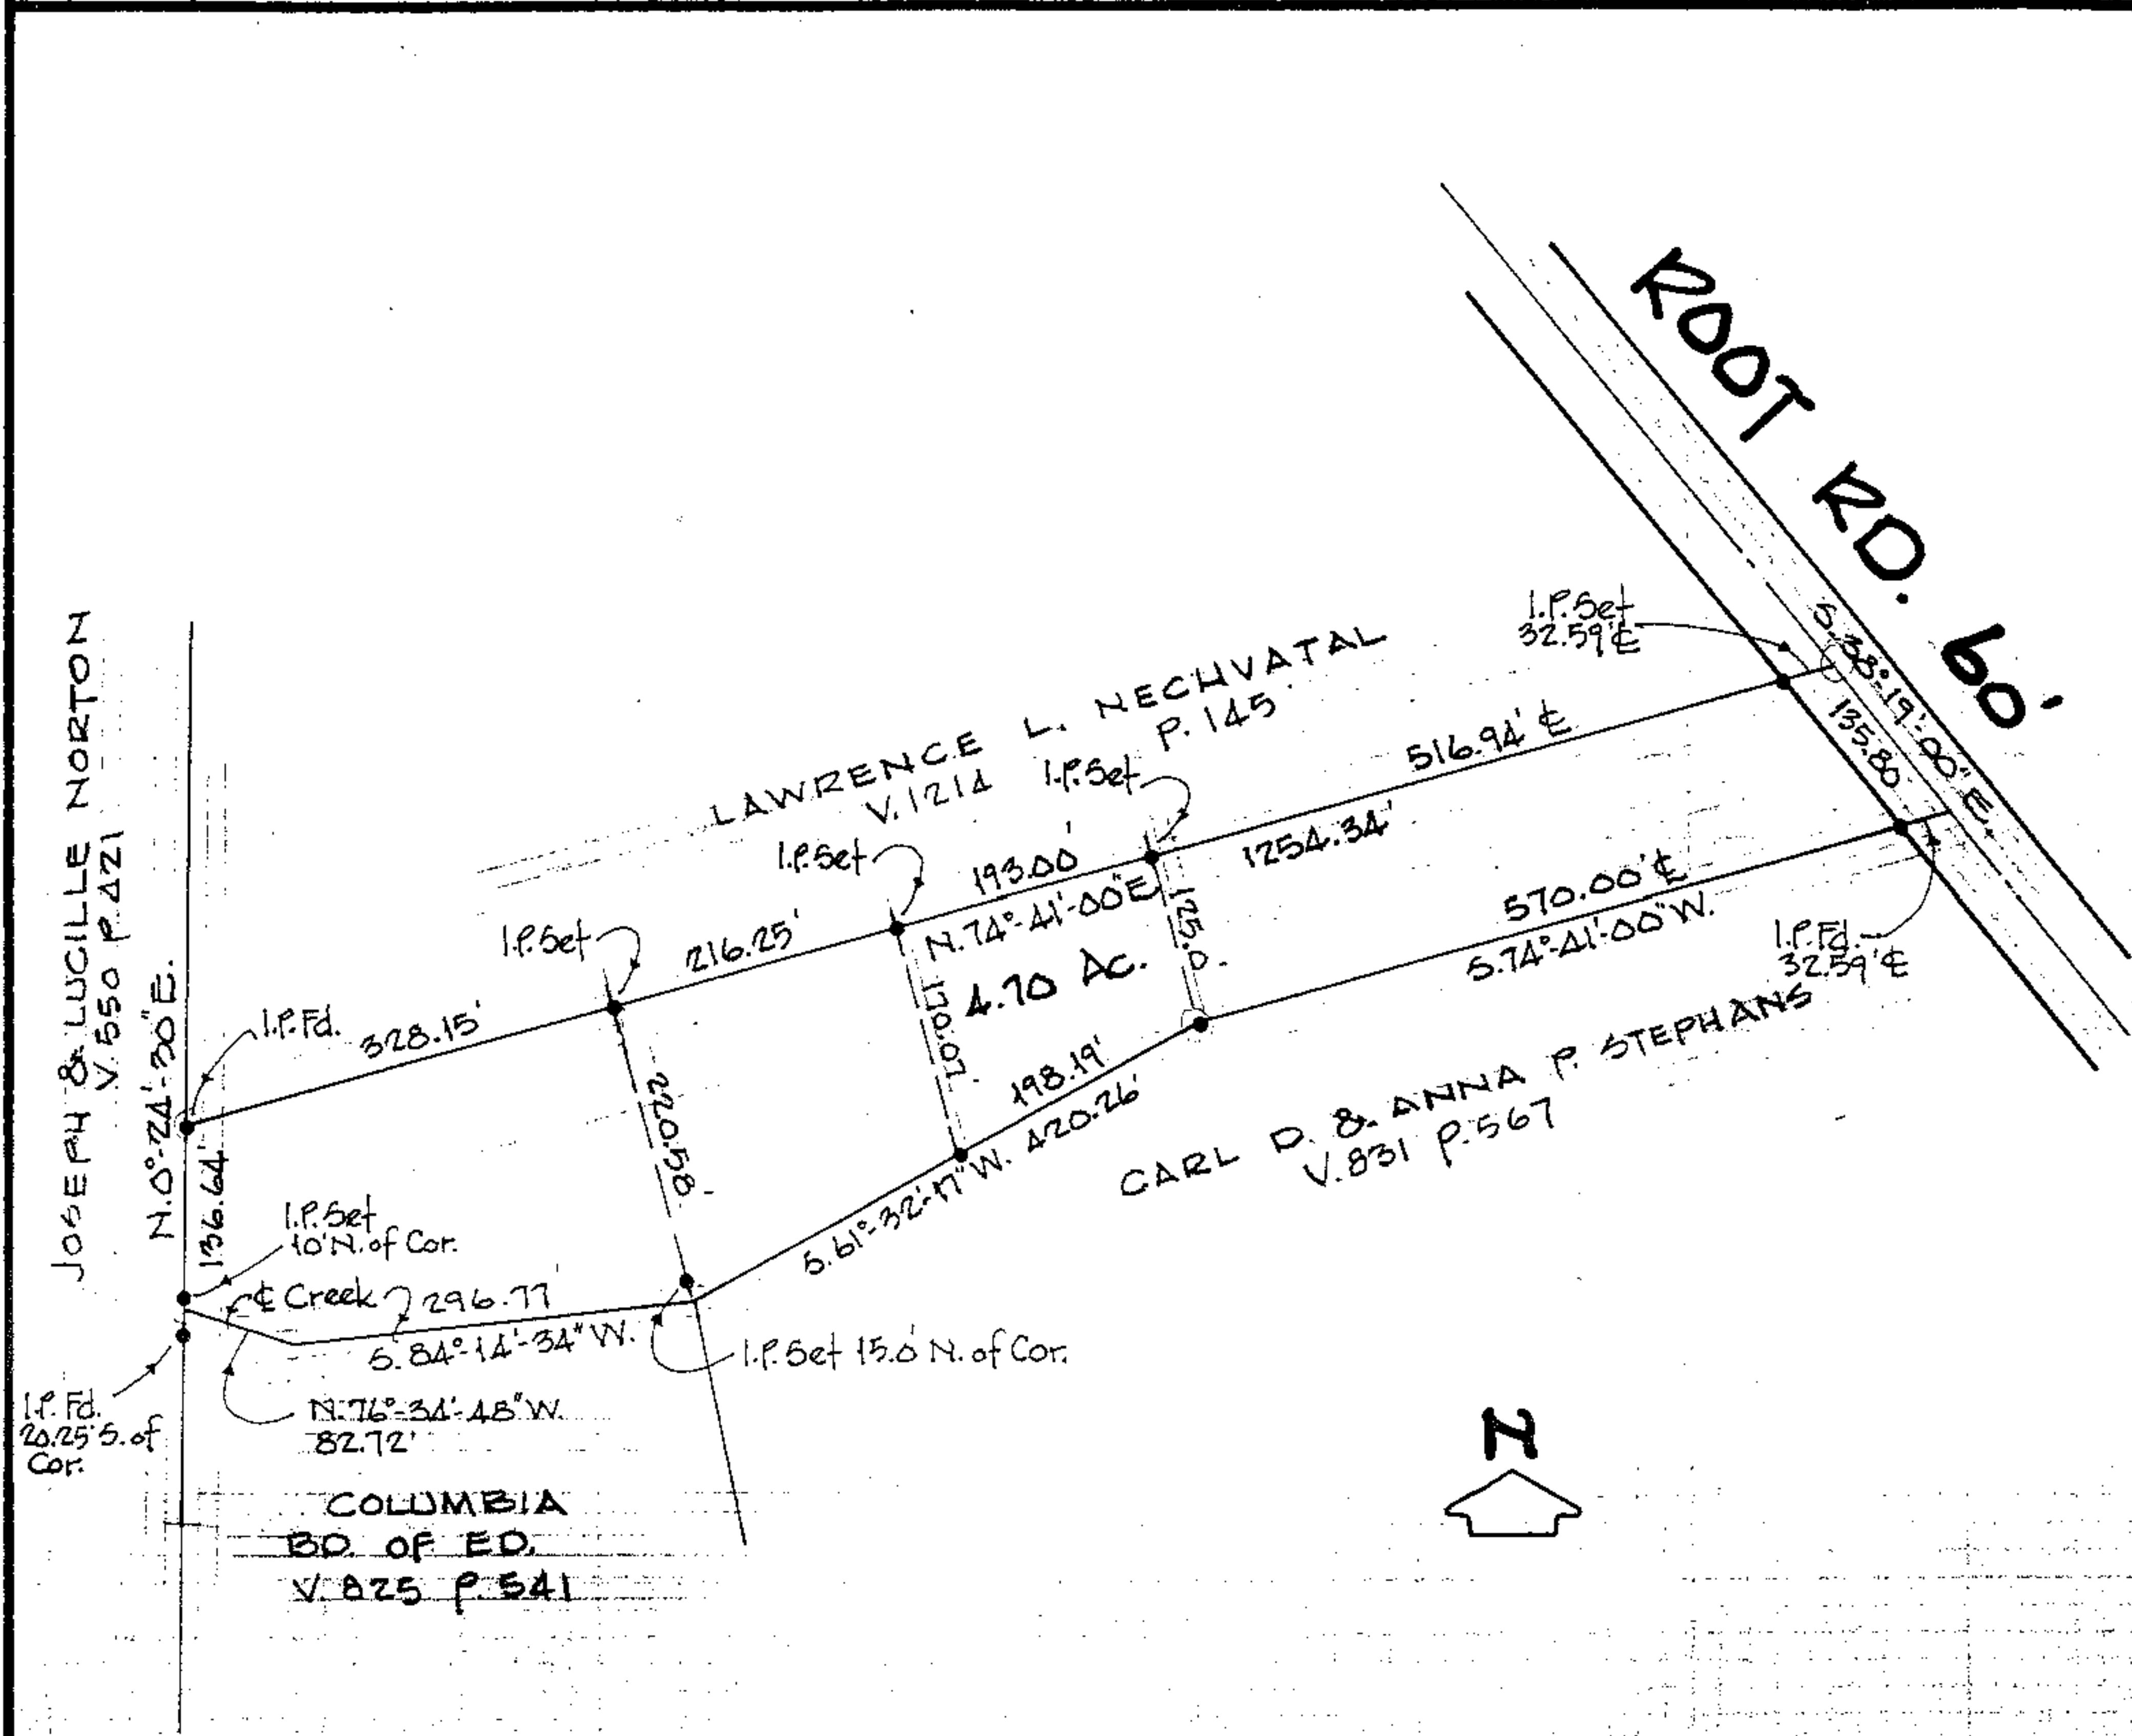 ROOT RD. 60'
S.38°-19'-00"E.
135.80
I.P. Set
32.59' ℄
LAWRENCE L. NECHVATAL
V.1214 P.145
516.94' ℄
1254.34'
I.P. Set
193.00'
N.74°-41'-00"E.
I.P. Set
216.25'
I.P. Set
328.15'
I.P. Fd.
JOSEPH & LUCILLE NORTON
V.550 P.421
N.0°-24'-30"E.
136.64'
4.70 Ac.
125.0
170.07
220.58'
570.00' ℄
S.74°-41'-00"W.
I.P. Fd.
32.59' ℄
198.19'
S.61°-32'-17"W. 420.26'
CARL D. & ANNA P. STEPHANS
V.831 P.567
I.P. Set
10' N. of Cor.
℄ Creek
296.77'
S.84°-14'-34"W.
I.P. Set 15.0' N. of Cor.
I.P. Fd.
20.25' S. of
Cor.
N.76°-34'-48"W.
82.72'
COLUMBIA
BD. OF ED.
V.825 P.541
N